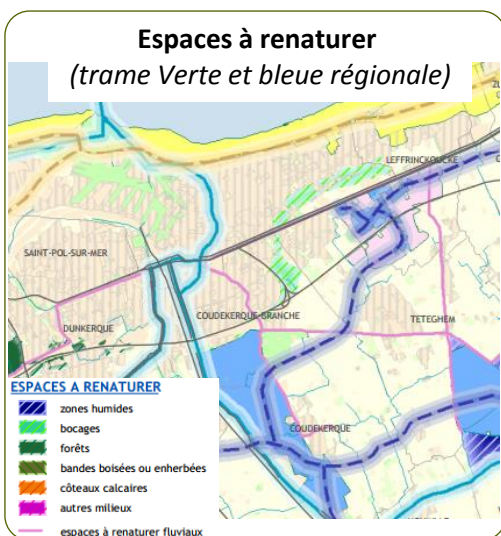 Espaces à renaturer
(trame Verte et bleue régionale)
LEFFRINCKOUCKE
SAINT-POL-SUR-MER
COUDEKERQUE-BRANCHE
TETEGHEM
DUNKERQUE
COUDEKERQUE
ESPACES A RENATURER
zones humides
bocages
forêts
bandes boisées ou enherbées
côteaux calcaires
autres milieux
espaces à renaturer fluviaux